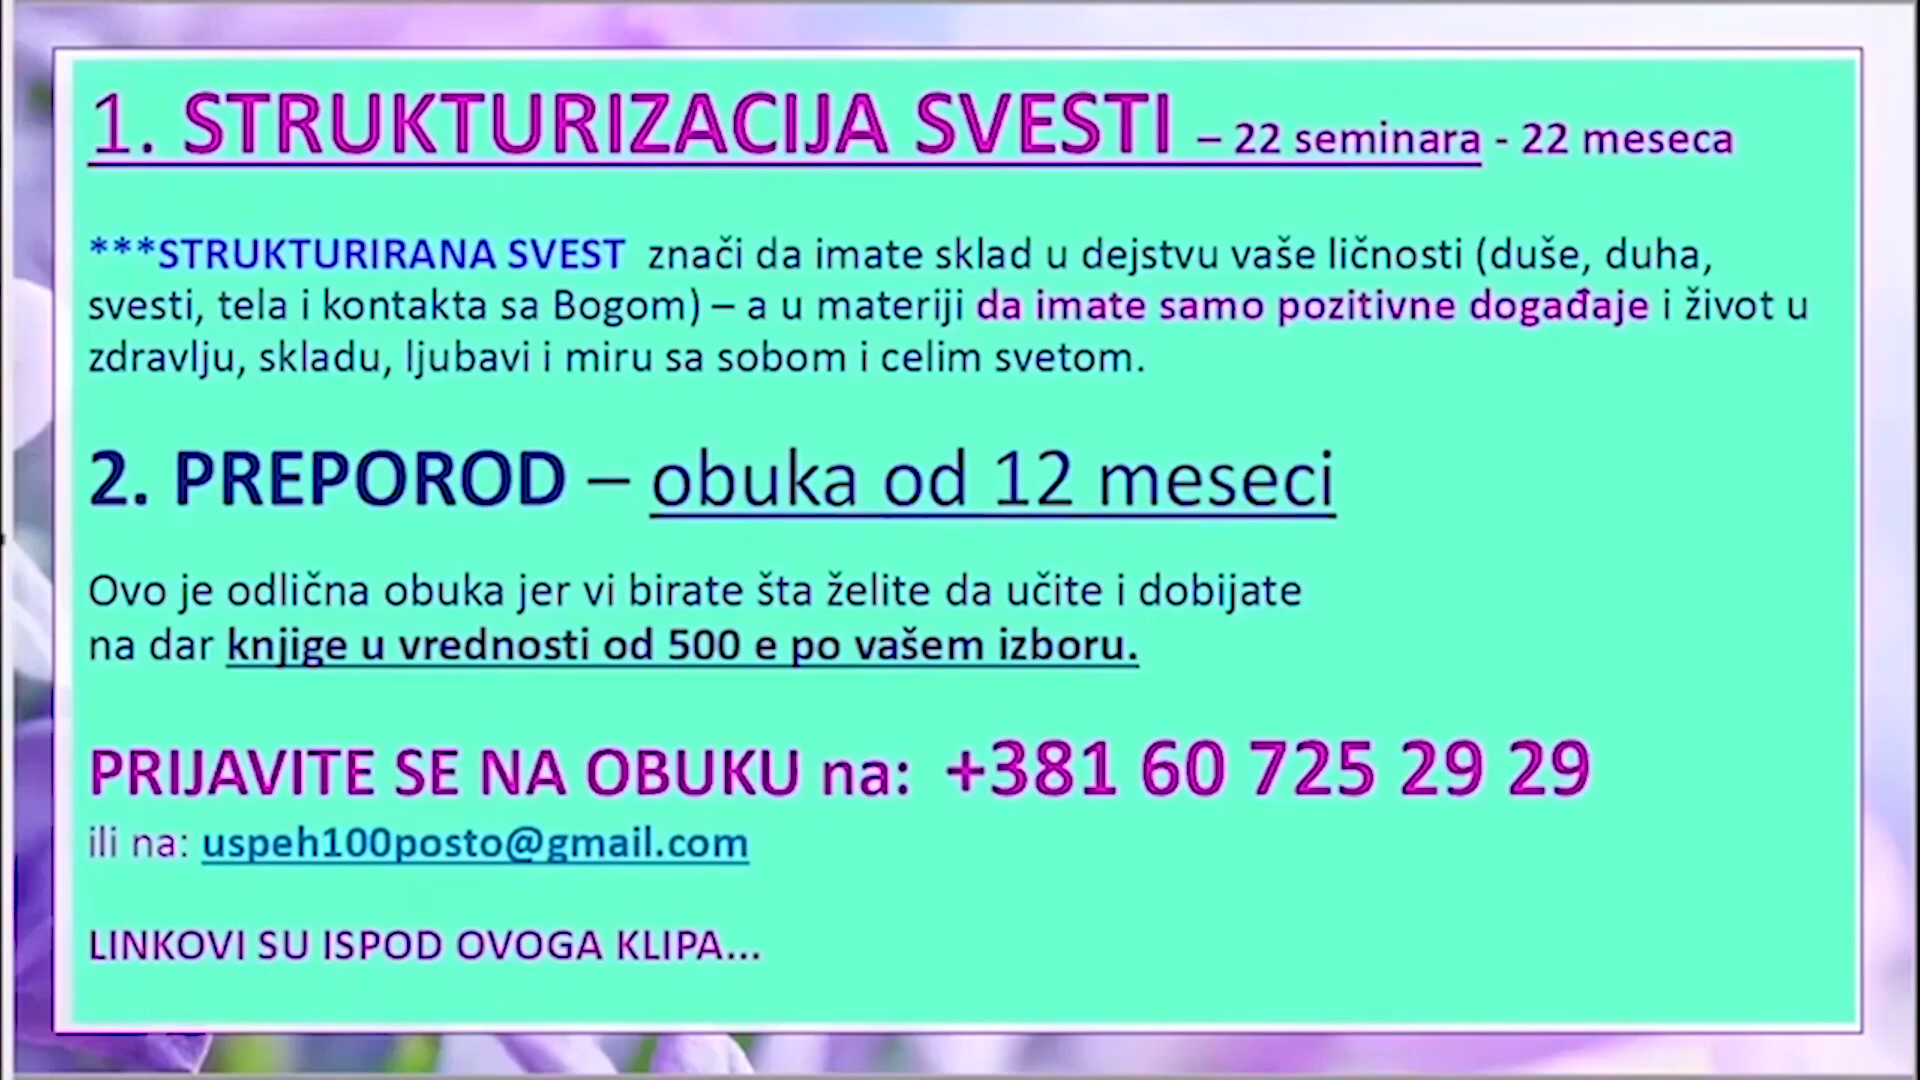 1. STRUKTURIZACIJA SVESTI – 22 seminara - 22 meseca
***STRUKTURIRANA SVEST znači da imate sklad u dejstvu vaše ličnosti (duše, duha,
svesti, tela i kontakta sa Bogom) – a u materiji da imate samo pozitivne događaje i život u
zdravlju, skladu, ljubavi i miru sa sobom i celim svetom.
2. PREPOROD – obuka od 12 meseci
Ovo je odlična obuka jer vi birate šta želite da učite i dobijate
na dar knjige u vrednosti od 500 e po vašem izboru.
PRIJAVITE SE NA OBUKU na: +381 60 725 29 29
ili na: uspeh100posto@gmail.com
LINKOVI SU ISPOD OVOGA KLIPA...